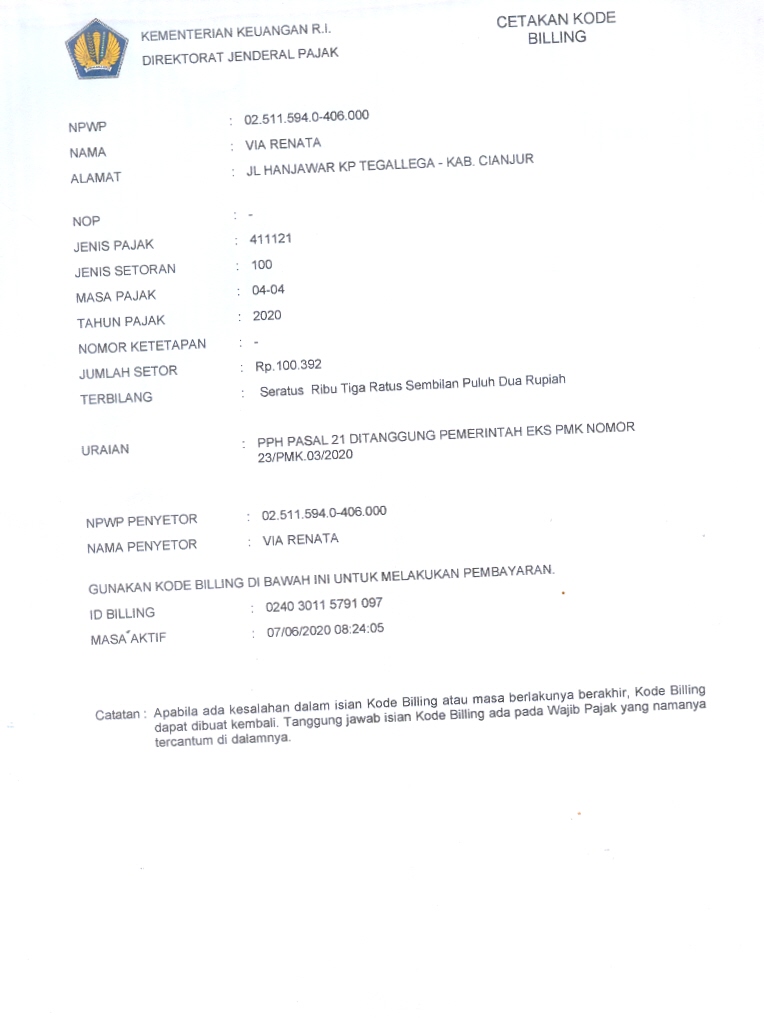 KEMENTERIAN KEUANGAN R.I.
DIREKTORAT JENDERAL PAJAK
CETAKAN KODE
BILLING
NPWP : 02.511.594.0-406.000
NAMA : VIA RENATA
ALAMAT : JL HANJAWAR KP TEGALLEGA - KAB. CIANJUR
NOP : -
JENIS PAJAK : 411121
JENIS SETORAN : 100
MASA PAJAK : 04-04
TAHUN PAJAK : 2020
NOMOR KETETAPAN : -
JUMLAH SETOR : Rp.100.392
TERBILANG : Seratus Ribu Tiga Ratus Sembilan Puluh Dua Rupiah
URAIAN : PPH PASAL 21 DITANGGUNG PEMERINTAH EKS PMK NOMOR
23/PMK.03/2020
NPWP PENYETOR : 02.511.594.0-406.000
NAMA PENYETOR : VIA RENATA
GUNAKAN KODE BILLING DI BAWAH INI UNTUK MELAKUKAN PEMBAYARAN.
ID BILLING : 0240 3011 5791 097
MASA AKTIF : 07/06/2020 08:24:05
Catatan : Apabila ada kesalahan dalam isian Kode Billing atau masa berlakunya berakhir, Kode Billing
dapat dibuat kembali. Tanggung jawab isian Kode Billing ada pada Wajib Pajak yang namanya
tercantum di dalamnya.